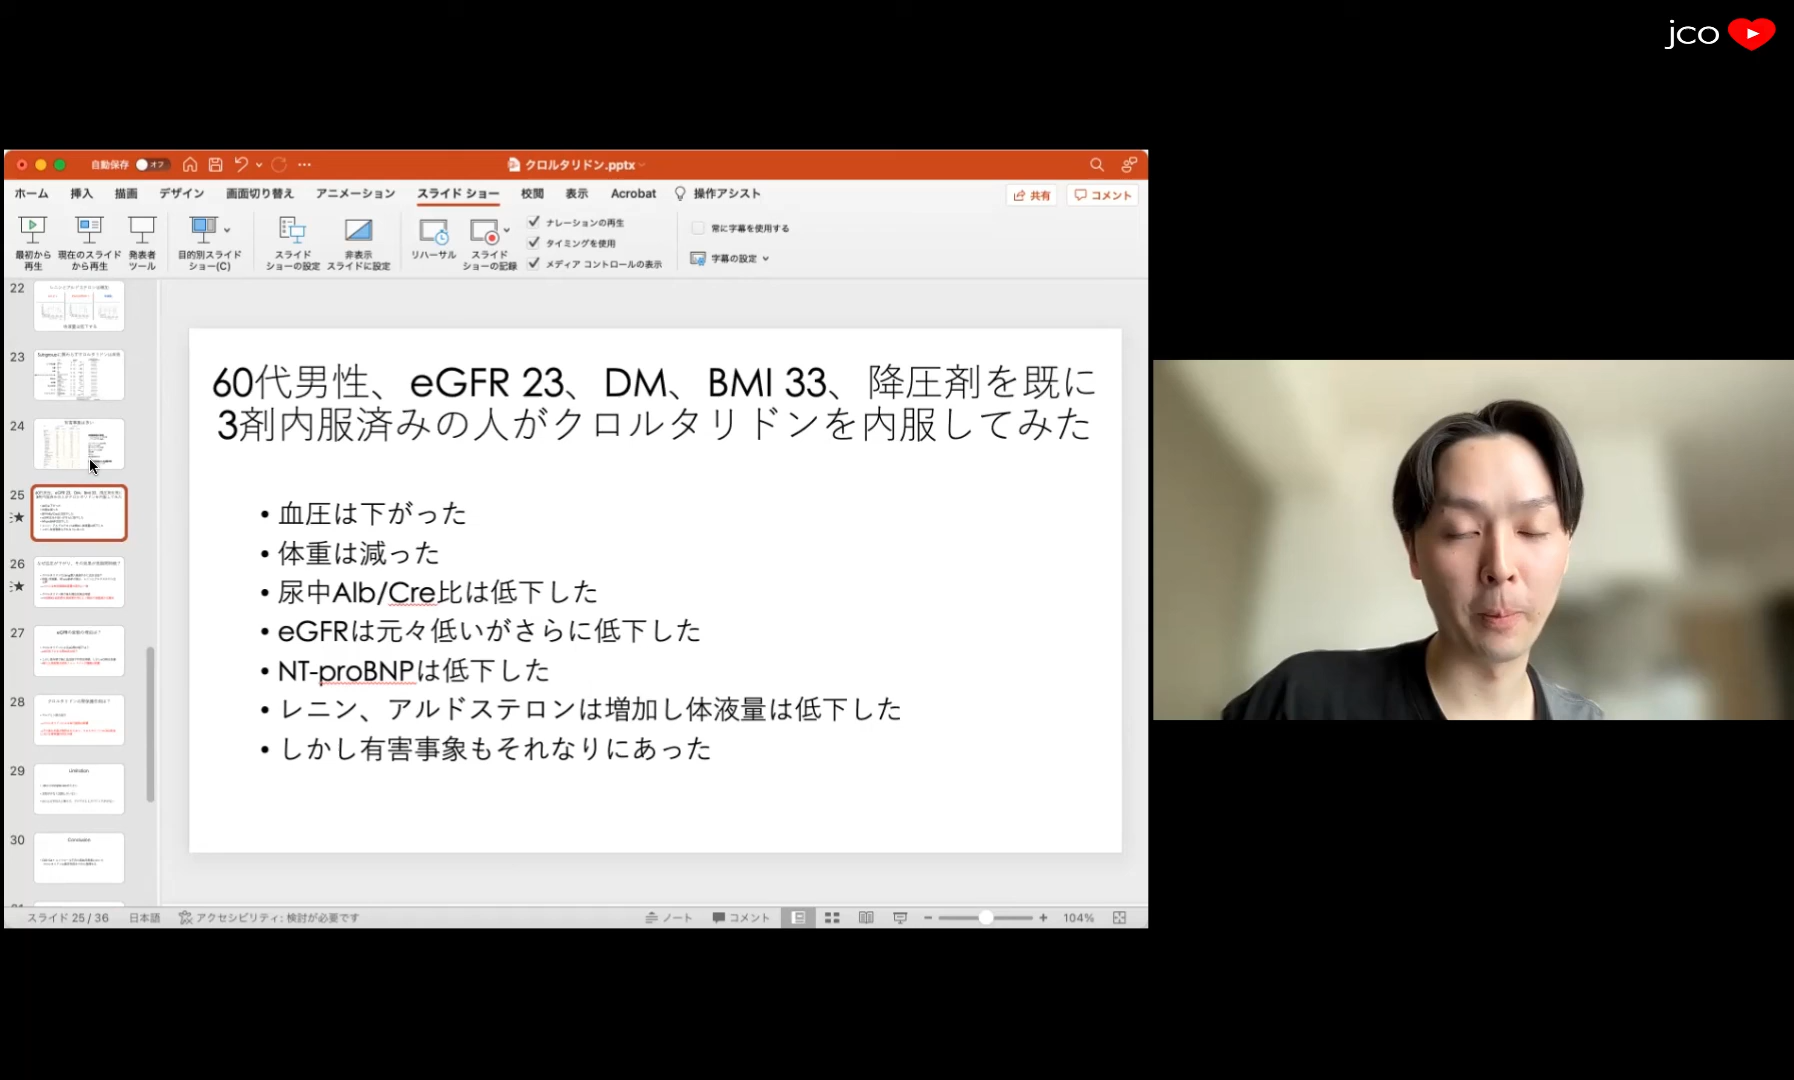 jco
自動保存 オフ
クロルタリドン.pptx
ホーム 挿入 描画 デザイン 画面切り替え アニメーション スライド ショー 校閲 表示 Acrobat 操作アシスト
共有 コメント
最初から
再生
現在のスライド
から再生
発表者
ツール
目的別スライド
ショー(C)
スライド
ショーの設定
非表示
スライドに設定
リハーサル
スライド
ショーの記録
ナレーションの再生
タイミングを使用
メディア コントロールの表示
常に字幕を使用する
字幕の設定
22
23
24
25
26
27
28
29
Limitation
30
Conclusion
60代男性、eGFR 23、DM、BMI 33、降圧剤を既に
3剤内服済みの人がクロルタリドンを内服してみた
• 血圧は下がった
• 体重は減った
• 尿中Alb/Cre比は低下した
• eGFRは元々低いがさらに低下した
• NT-proBNPは低下した
• レニン、アルドステロンは増加し体液量は低下した
• しかし有害事象もそれなりにあった
スライド 25 / 36 日本語 アクセシビリティ: 検討が必要です
ノート コメント 104%